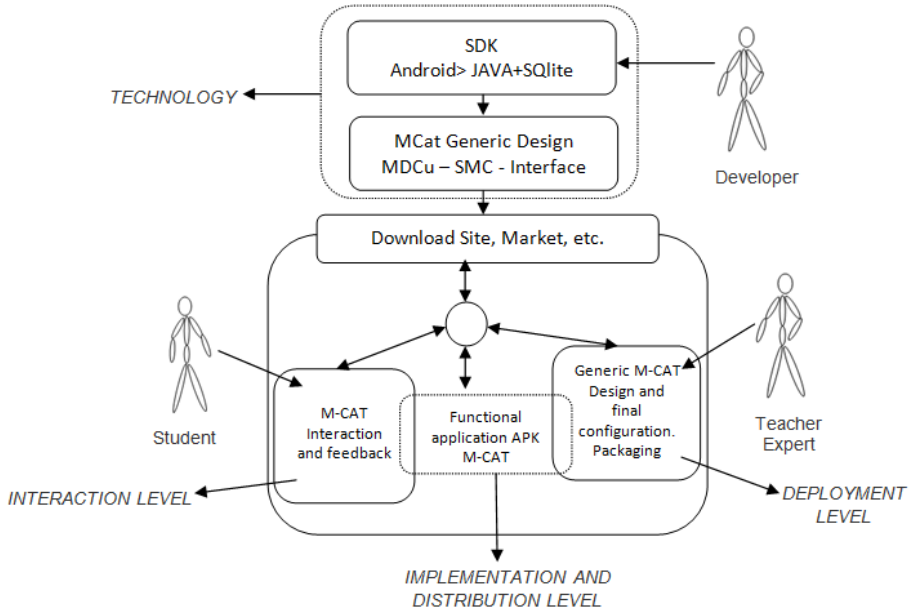 SDK
Android> JAVA+SQlite
TECHNOLOGY
MCat Generic Design
MDCu – SMC - Interface
Developer
Download Site, Market, etc.
Student
M-CAT
Interaction
and feedback
Functional
application APK
M-CAT
Generic M-CAT
Design and
final
configuration.
Packaging
Teacher
Expert
INTERACTION LEVEL
DEPLOYMENT
LEVEL
IMPLEMENTATION AND
DISTRIBUTION LEVEL